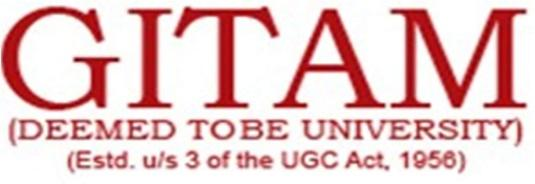 GITAM
(DEEMED TOBE UNIVERSITY)
(Estd. u/s 3 of the UGC Act, 1956)